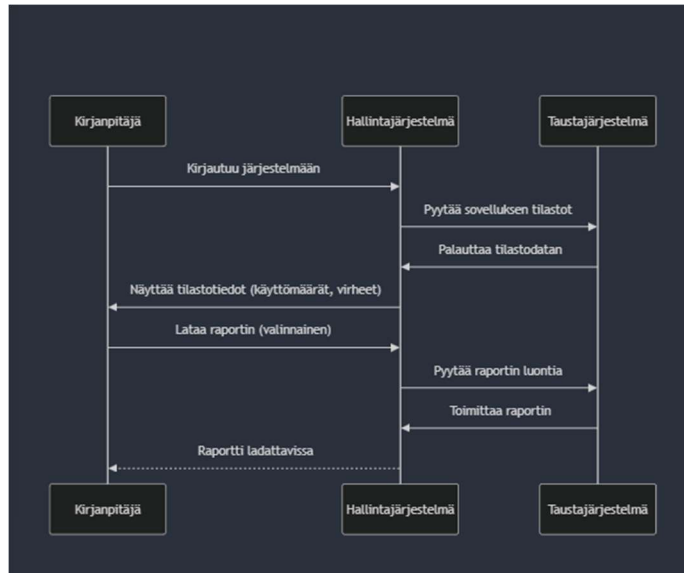 Kirjanpitäjä
Hallintajärjestelmä
Taustajärjestelmä
Kirjautuu järjestelmään
Pyytää sovelluksen tilastot
Palauttaa tilastodatan
Näyttää tilastotiedot (käyttömäärät, virheet)
Lataa raportin (valinnainen)
Pyytää raportin luontia
Toimittaa raportin
Raportti ladattavissa
Kirjanpitäjä
Hallintajärjestelmä
Taustajärjestelmä